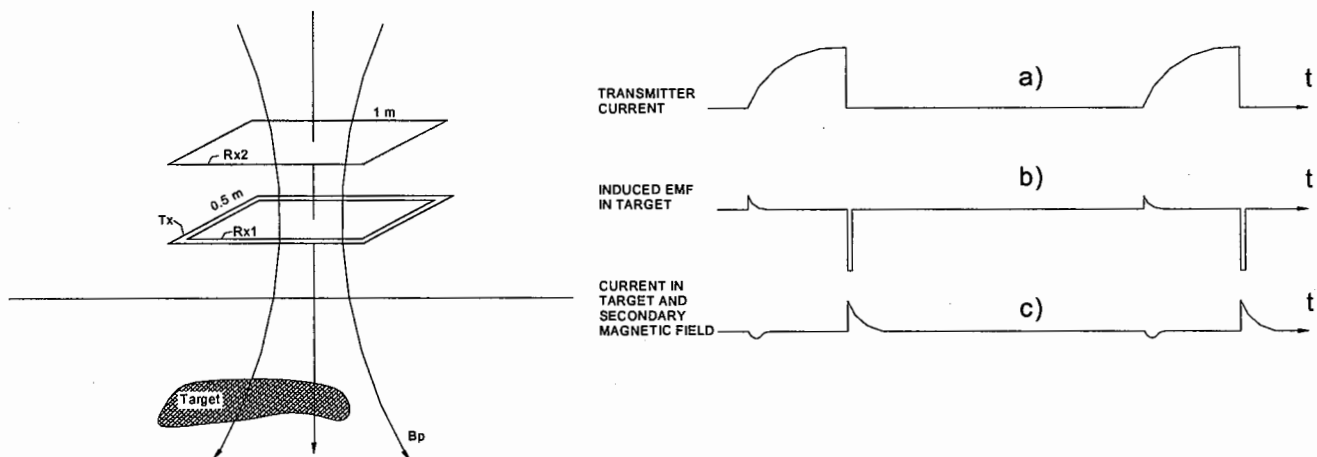 1 m
Rx2
0.5 m
Tx
Rx1
Target
Bp
a)
t
TRANSMITTER
CURRENT
b)
t
INDUCED EMF
IN TARGET
c)
t
CURRENT IN
TARGET AND
SECONDARY
MAGNETIC FIELD